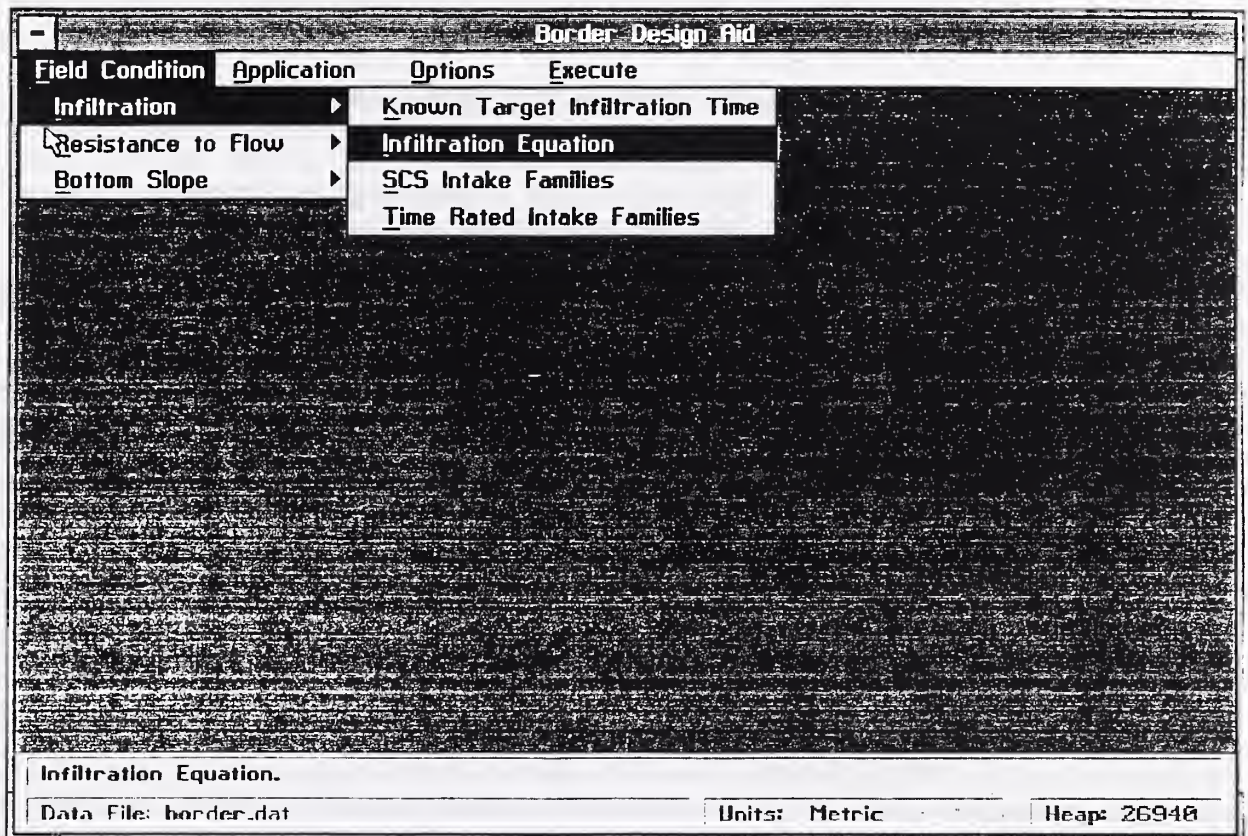 Border Design Aid
Field Condition Application Options Execute
Infiltration
Resistance to Flow
Bottom Slope
Known Target Infiltration Time
Infiltration Equation
SCS Intake Families
Time Rated Intake Families
Infiltration Equation.
Data File: border.dat Units: Metric Heap: 26940